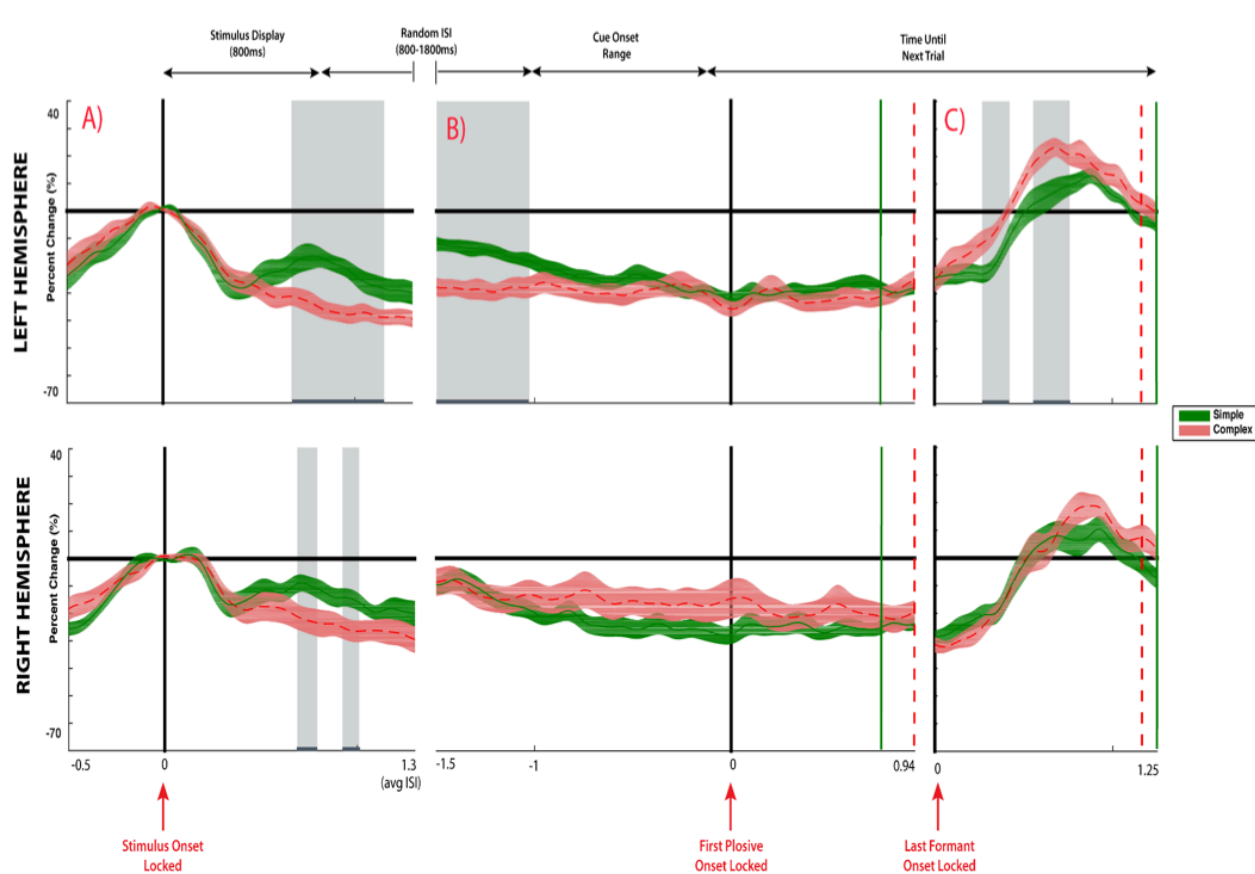 Stimulus Display
(800ms)
Random ISI
(800-1800ms)
Cue Onset
Range
Time Until
Next Trial
LEFT HEMISPHERE
Percent Change (%)
40
-70
A)
B)
C)
Simple
Complex
RIGHT HEMISPHERE
Percent Change (%)
40
-70
-0.5
0
1.3
(avg ISI)
-1.5
-1
0
0.94
0
1.25
Stimulus Onset
Locked
First Plosive
Onset Locked
Last Formant
Onset Locked